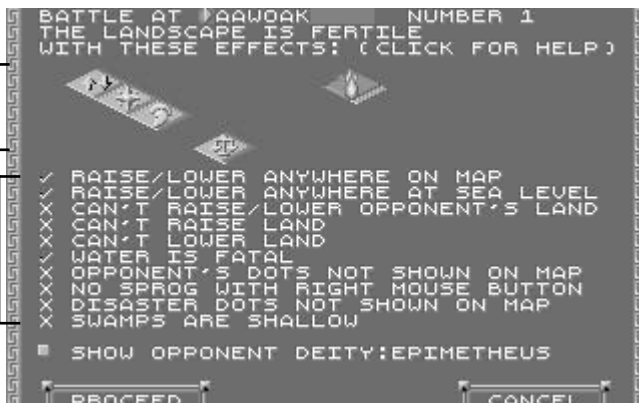 BATTLE AT AAWOAK NUMBER 1
THE LANDSCAPE IS FERTILE
WITH THESE EFFECTS: (CLICK FOR HELP)
✓ RAISE/LOWER ANYWHERE ON MAP
✓ RAISE/LOWER ANYWHERE AT SEA LEVEL
X CAN'T RAISE/LOWER OPPONENT'S LAND
X CAN'T RAISE LAND
X CAN'T LOWER LAND
✓ WATER IS FATAL
X OPPONENT'S DOTS NOT SHOWN ON MAP
X NO SPROG WITH RIGHT MOUSE BUTTON
X DISASTER DOTS NOT SHOWN ON MAP
X SWAMPS ARE SHALLOW
SHOW OPPONENT DEITY:EPIMETHEUS
PROCEED CANCEL